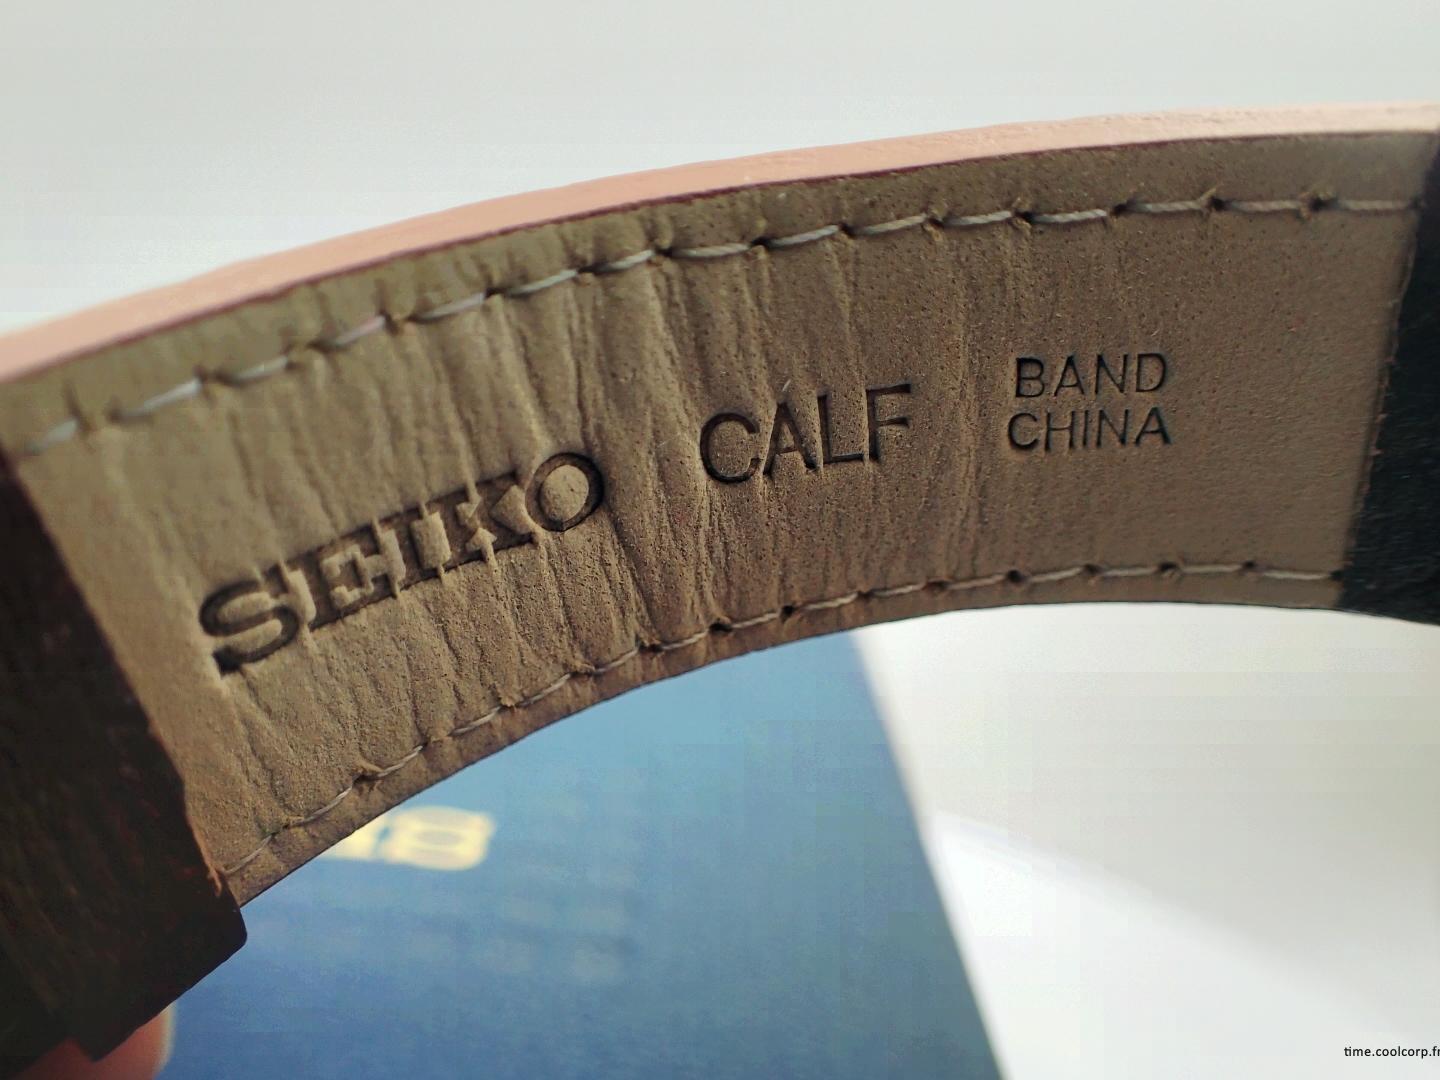 SEIKO CALF BAND
CHINA
time.coolcorp.fr